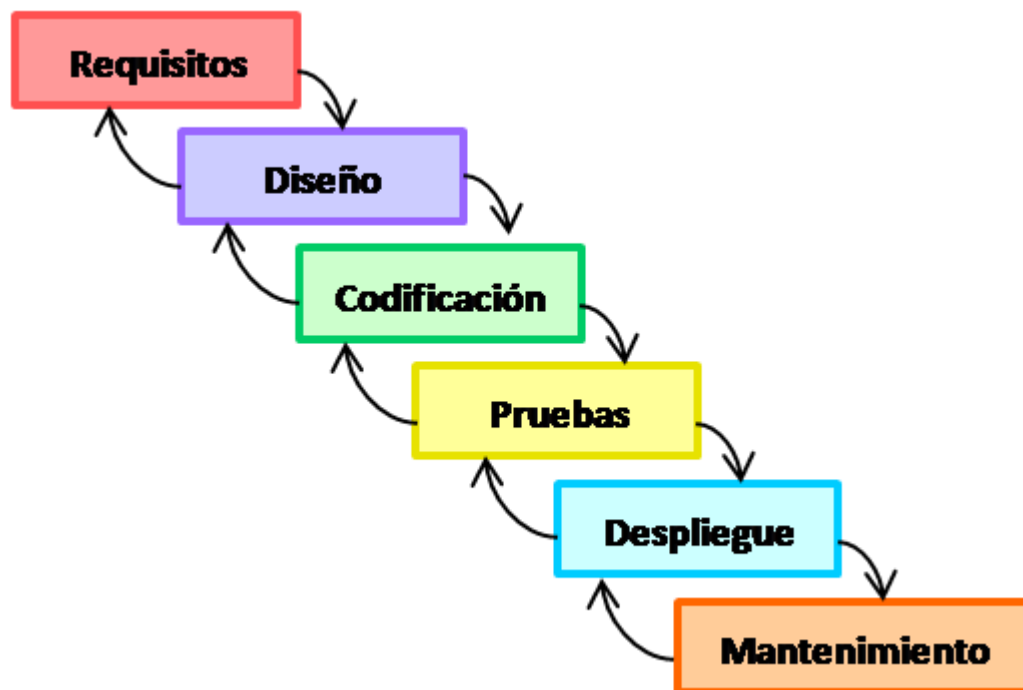 Requisitos
Diseño
Codificación
Pruebas
Despliegue
Mantenimiento